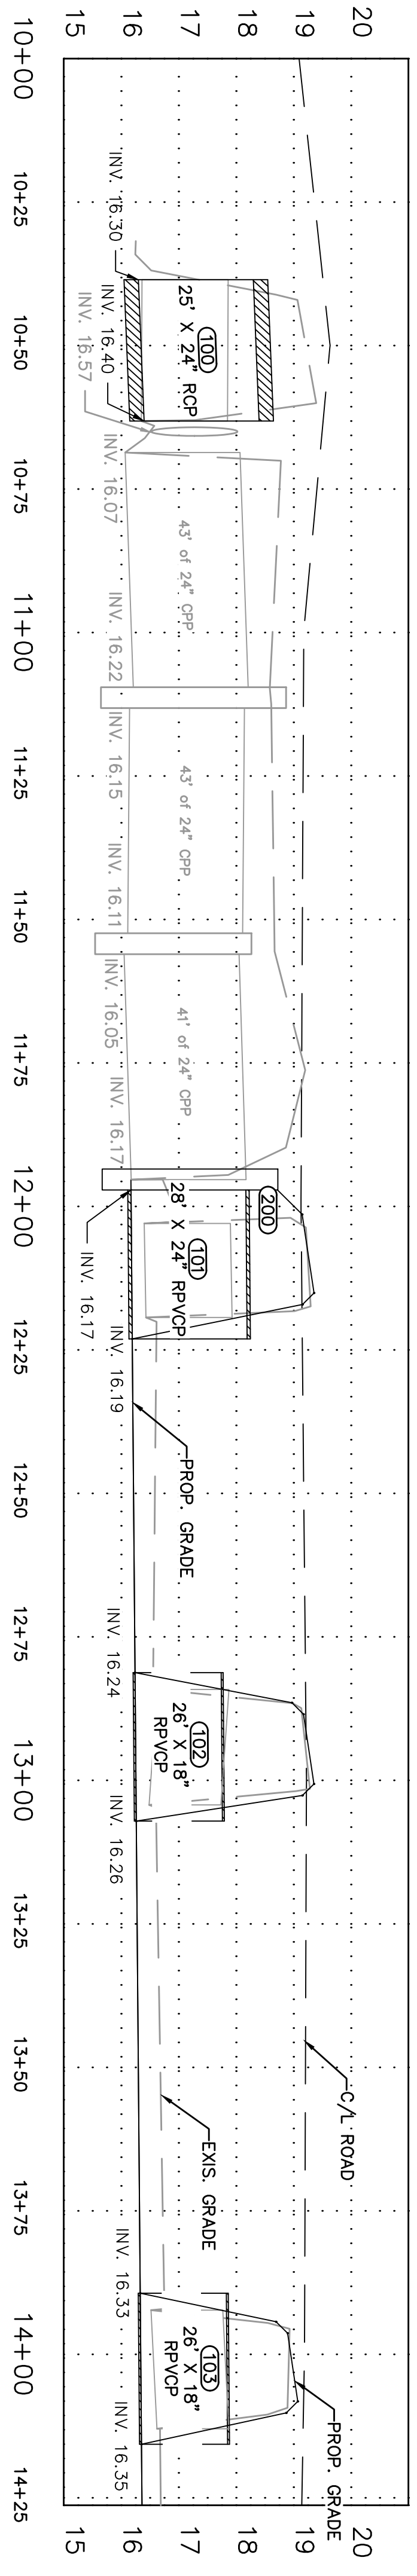 20
19
18
17
16
15
10+00
10+25
10+50
10+75
11+00
11+25
11+50
11+75
12+00
12+25
12+50
12+75
13+00
13+25
13+50
13+75
14+00
14+25
20
19
18
17
16
15
INV. 16.30
100
25' X 24" RCP
INV. 16.40
INV. 16.57
INV. 16.07
43' of 24" CPP
INV. 16.22
INV. 16.15
43' of 24" CPP
INV. 16.11
INV. 16.05
41' of 24" CPP
INV. 16.17
200
101
28' X 24" RPVCP
INV. 16.17
INV. 16.19
PROP. GRADE
INV. 16.24
102
26' X 18"
RPVCP
INV. 16.26
C/L ROAD
EXIS. GRADE
INV. 16.33
103
26' X 18"
RPVCP
PROP. GRADE
INV. 16.35